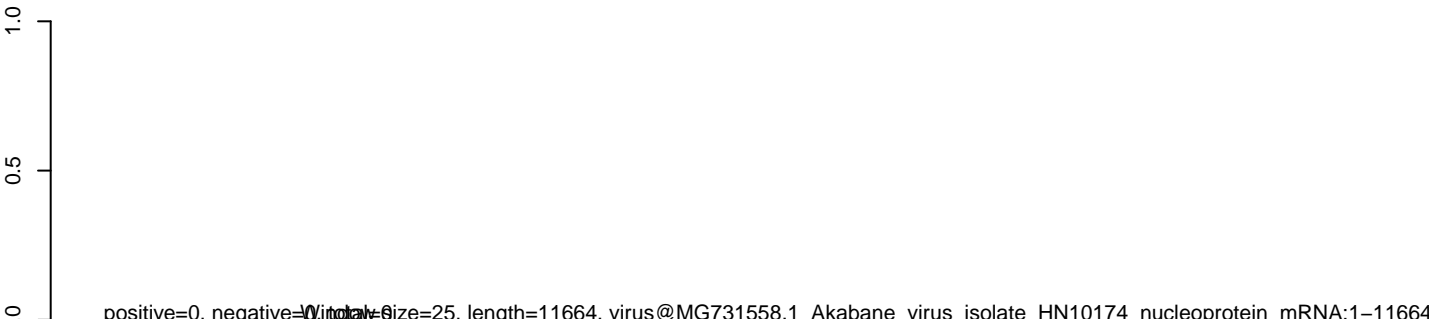 1.0
0.5
0
positive=0, negative=0, total=0
Window size=25, length=11664, virus@MG731558.1_Akabane_virus_isolate_HN10174_nucleoprotein_mRNA:1−11664